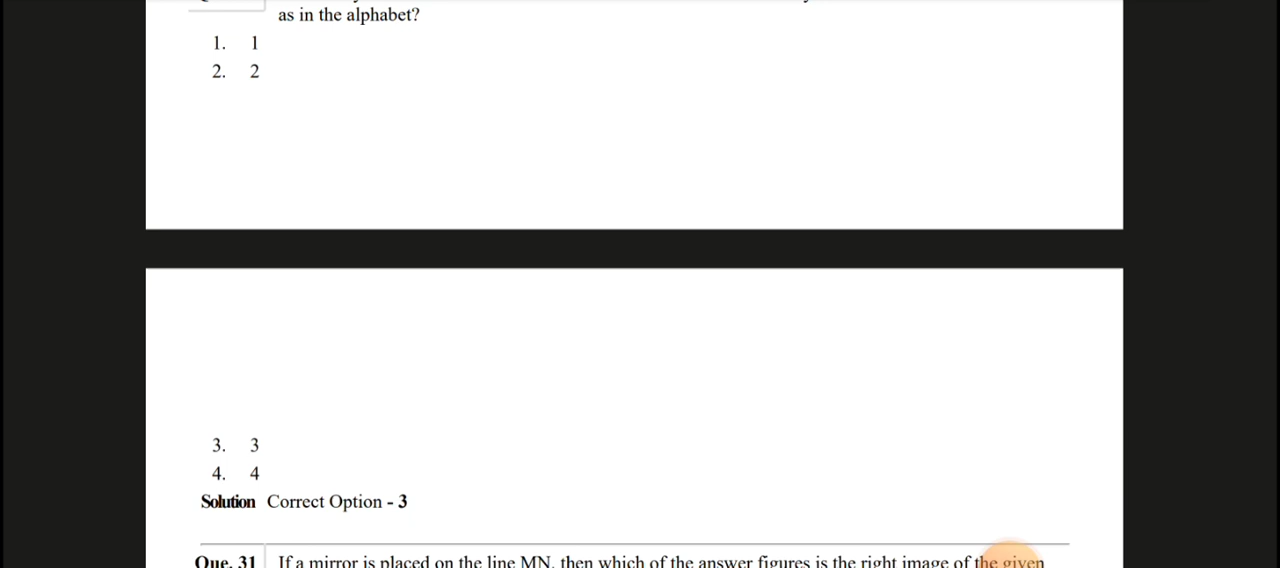 as in the alphabet?
1. 1
2. 2
3. 3
4. 4
Solution Correct Option - 3
Que. 31 If a mirror is placed on the line MN, then which of the answer figures is the right image of the given